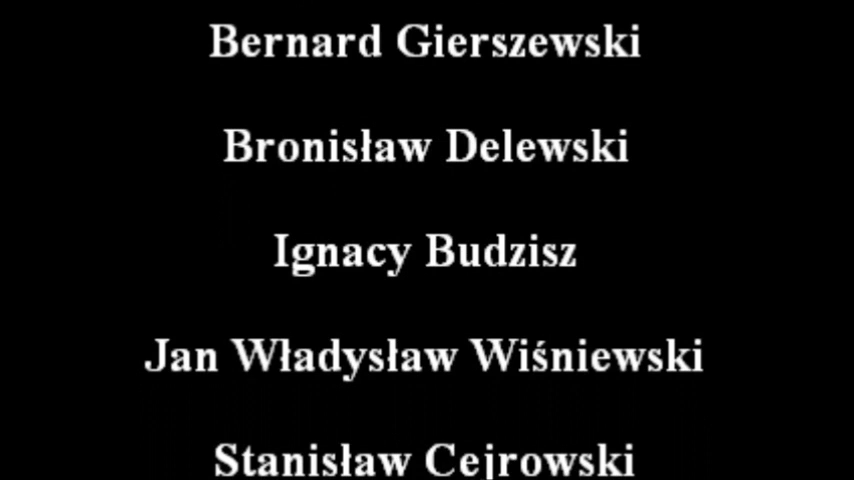 Bernard Gierszewski
Bronisław Delewski
Ignacy Budzisz
Jan Władysław Wiśniewski
Stanisław Cejrowski